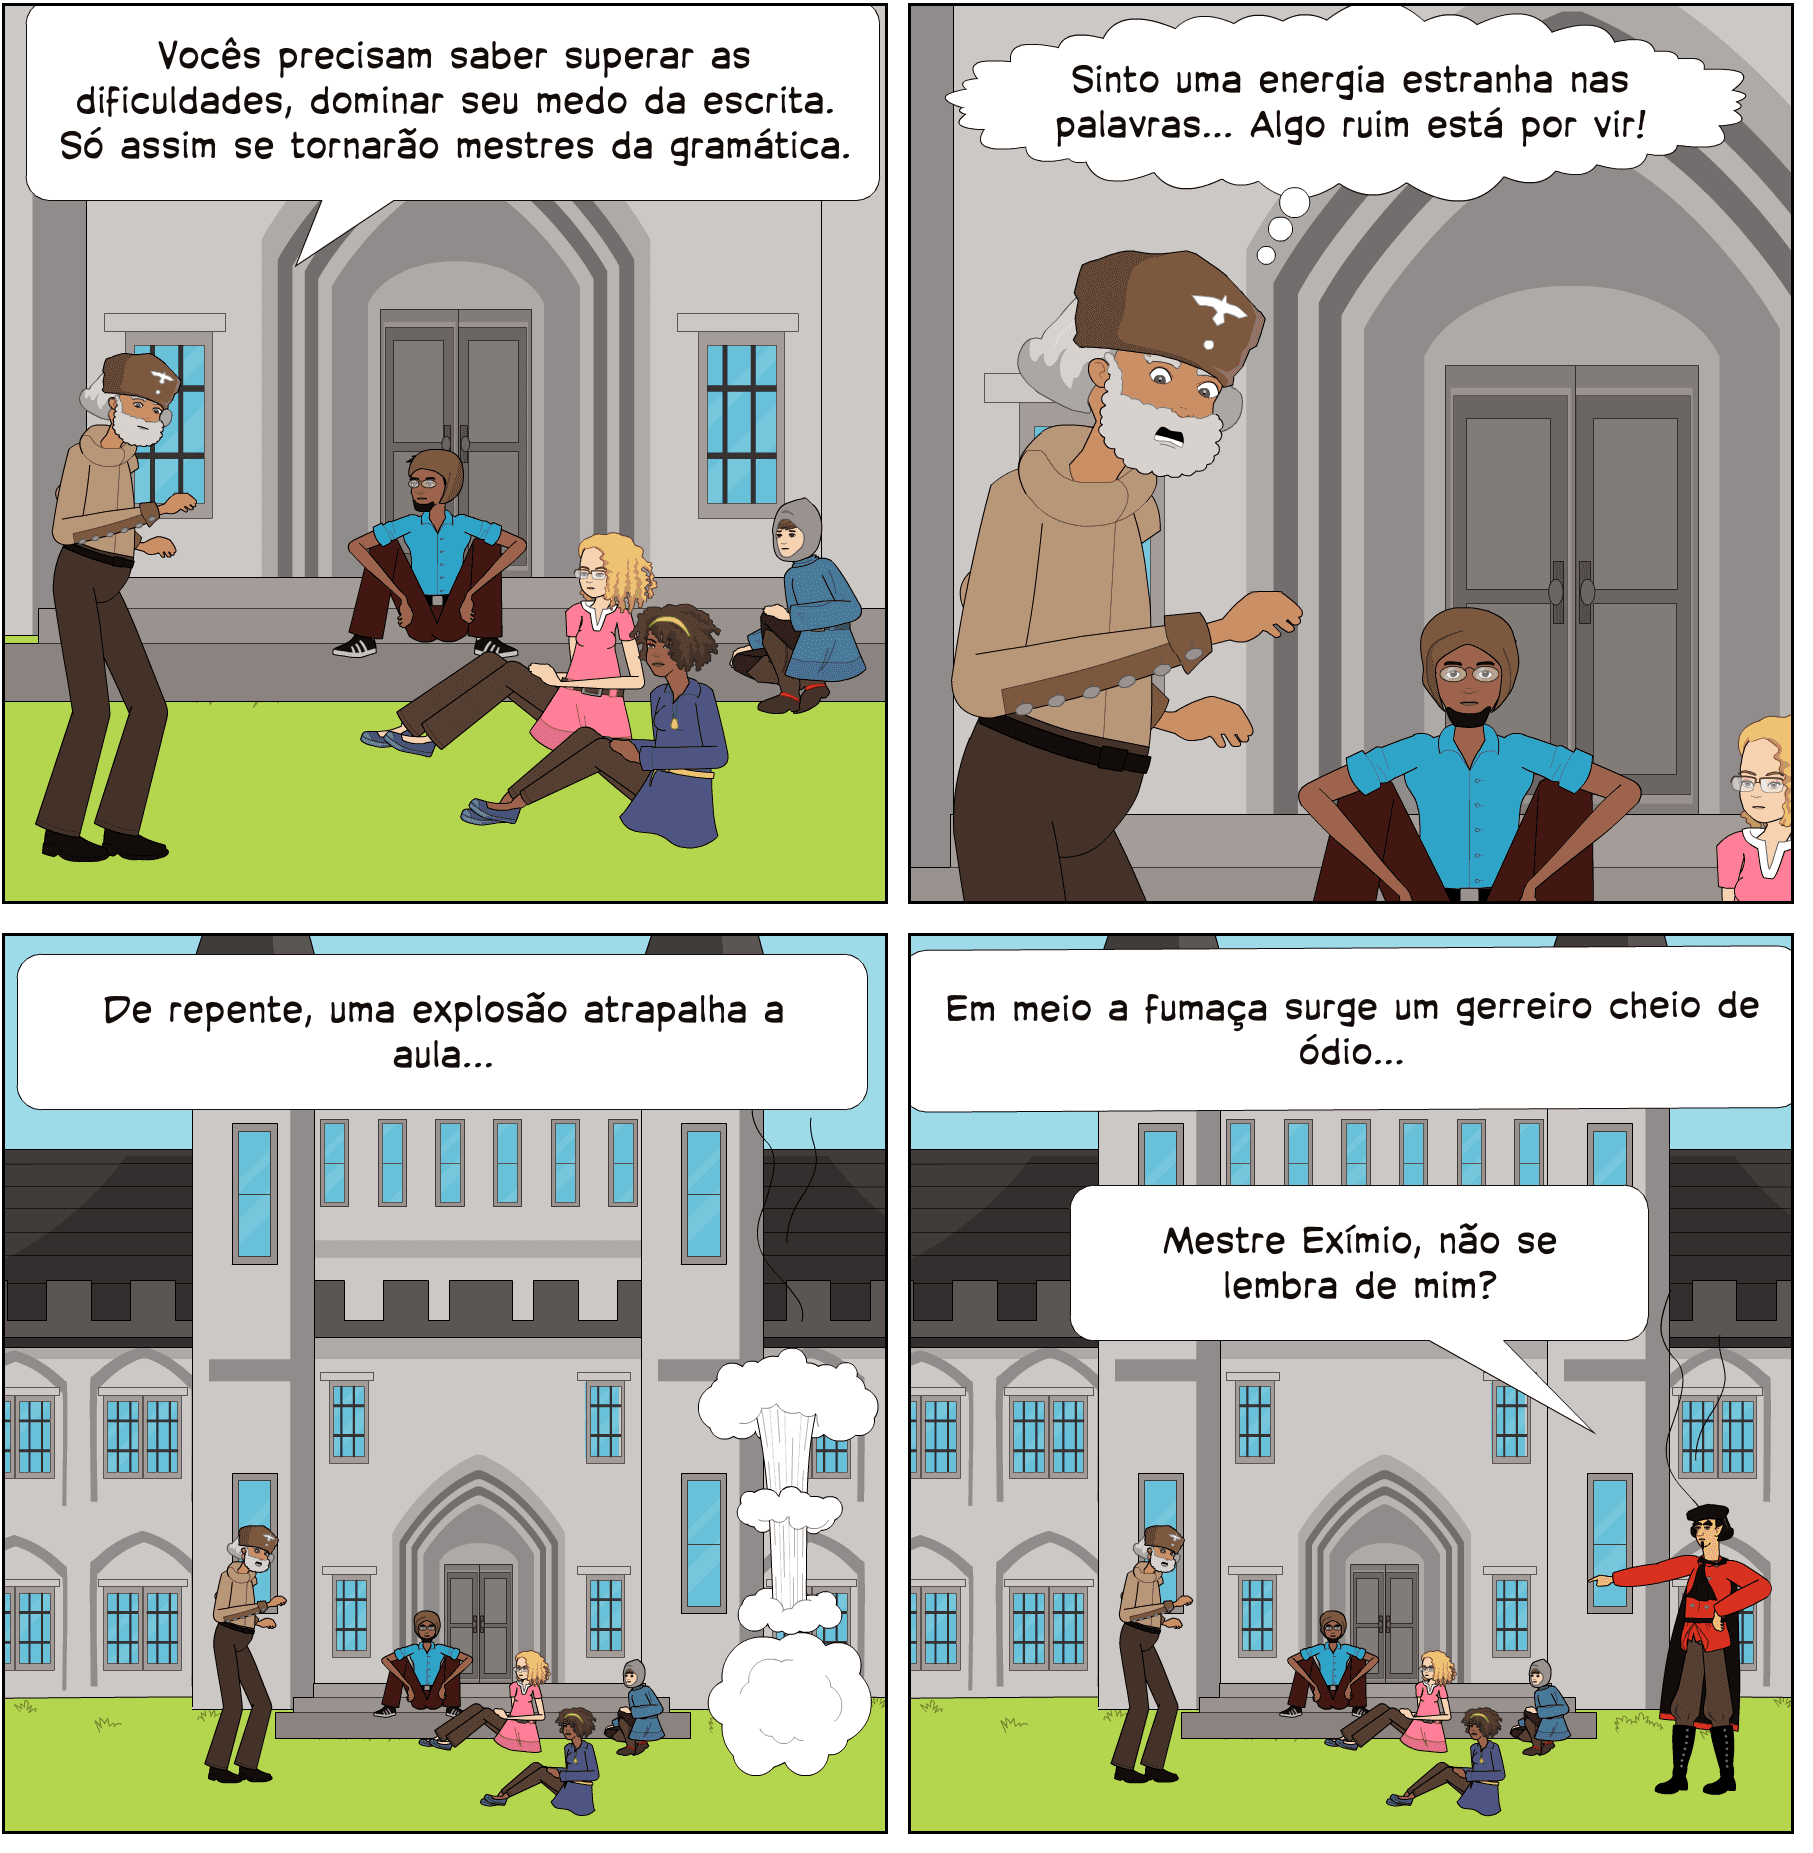 Vocês precisam saber superar as
dificuldades, dominar seu medo da escrita.
Só assim se tornarão mestres da gramática.
Sinto uma energia estranha nas
palavras... Algo ruim está por vir!
De repente, uma explosão atrapalha a
aula...
Em meio a fumaça surge um gerreiro cheio de
ódio...
Mestre Exímio, não se
lembra de mim?